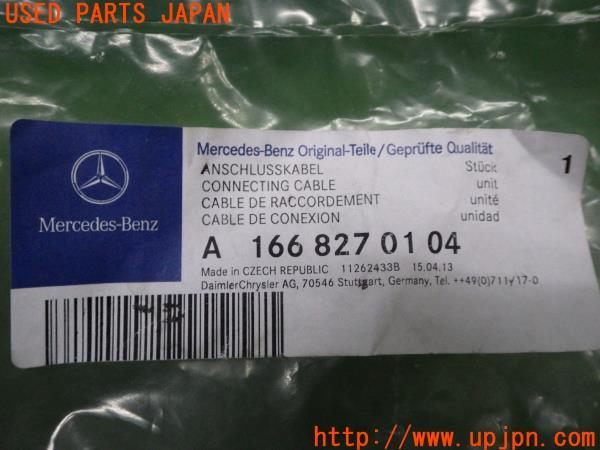 USED PARTS JAPAN
Mercedes-Benz Original-Teile/Geprüfte Qualität
ANSCHLUSSKABEL Stück 1
CONNECTING CABLE unit
CABLE DE RACCORDEMENT unité
CABLE DE CONEXION unidad
Mercedes-Benz
A 166 827 01 04
Made in CZECH REPUBLIC 11262433B 15.04.13
DaimlerChrysler AG, 70546 Stuttgart, Germany, Tel. ++49(0)711/17-0
http://www.upjpn.com/